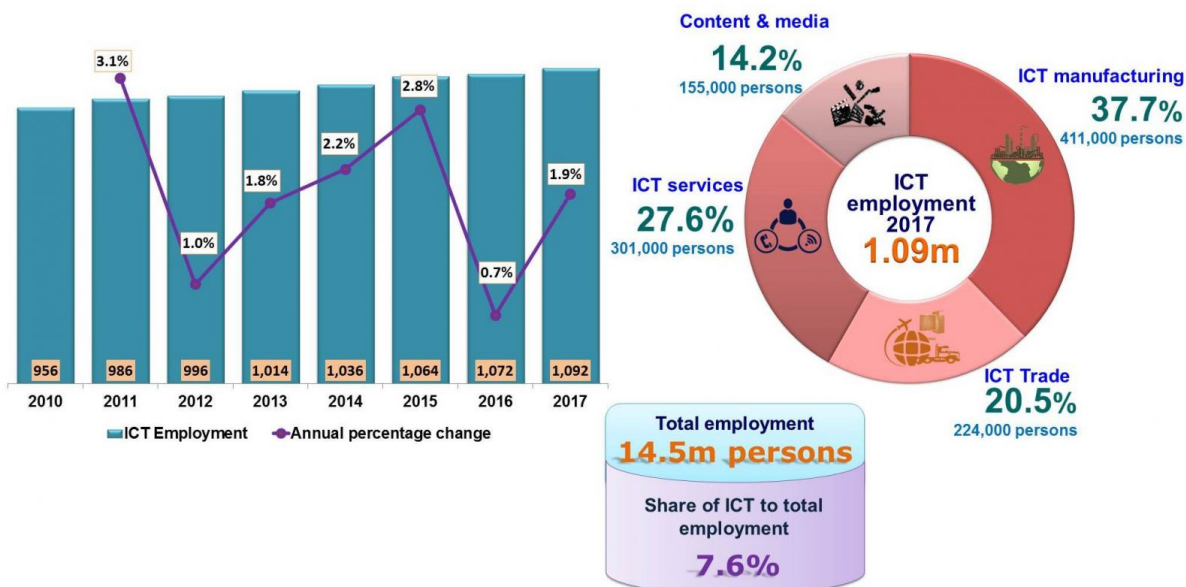 3.1%
1.0%
1.8%
2.2%
2.8%
0.7%
1.9%
956
986
996
1,014
1,036
1,064
1,072
1,092
2010
2011
2012
2013
2014
2015
2016
2017
ICT Employment
Annual percentage change
Content & media
14.2%
155,000 persons
ICT manufacturing
37.7%
411,000 persons
ICT services
27.6%
301,000 persons
ICT
employment
2017
1.09m
ICT Trade
20.5%
224,000 persons
Total employment
14.5m persons
Share of ICT to total
employment
7.6%